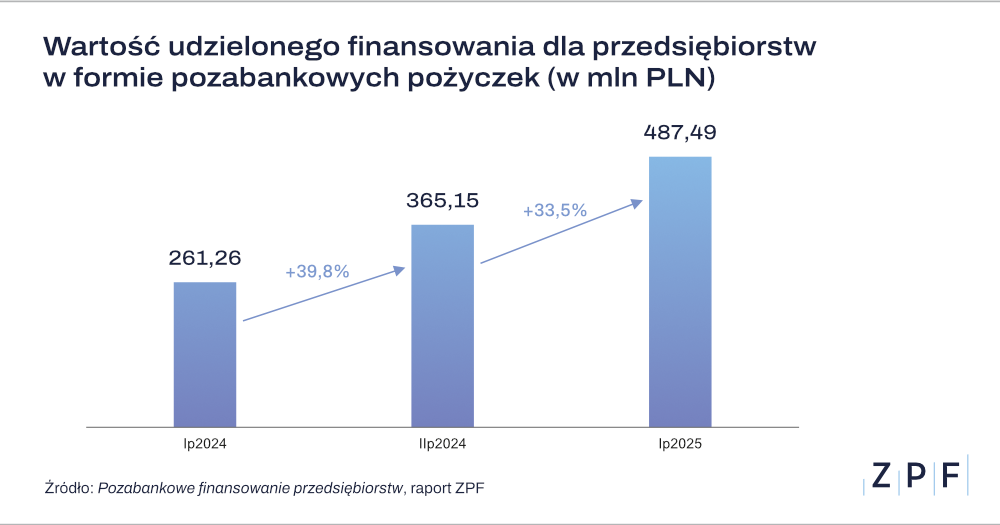 Wartość udzielonego finansowania dla przedsiębiorstw
w formie pozabankowych pożyczek (w mln PLN)
487,49
365,15
+33,5%
261,26
+39,8%
Ip2024
IIp2024
Ip2025
Źródło: Pozabankowe finansowanie przedsiębiorstw, raport ZPF
ZPF